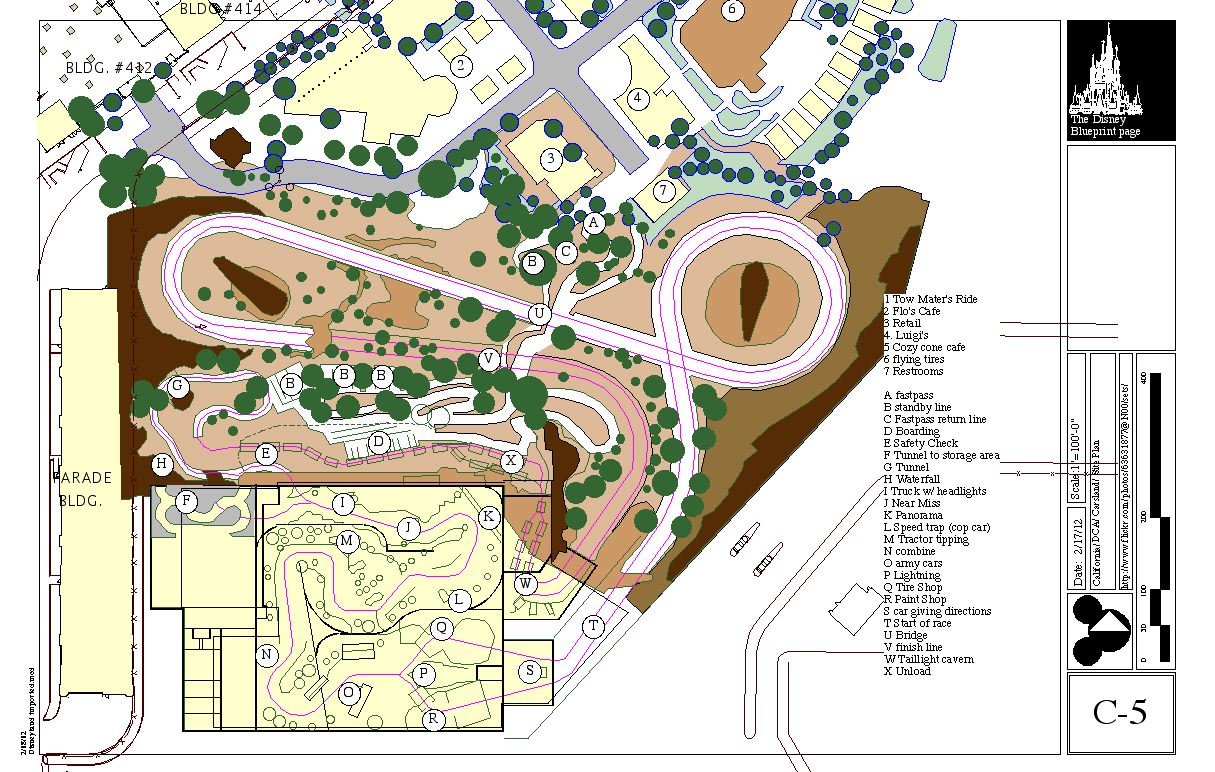 BLDG #414
BLDG. #412
6
2
4
3
7
A
C
B
U
V
G
B
B
B
D
E
X
H
F
I
J
K
M
L
W
Q
T
N
P
S
O
R
PARADE
BLDG.
1 Tow Mater's Ride
2 Flo's Cafe
3 Retail
4. Luigi's
5 Cozy cone cafe
6 flying tires
7 Restrooms
A fastpass
B standby line
C Fastpass return line
D Boarding
E Safety Check
F Tunnel to storage area
G Tunnel
H Waterfall
I Truck w/ headlights
J Near Miss
K Panorama
L Speed trap (cop car)
M Tractor tipping
N combine
O army cars
P Lightning
Q Tire Shop
R Paint Shop
S car giving directions
T Start of race
U Bridge
V finish line
W Taillight cavern
X Unload
The Disney
Blueprint page
Scale: 1"=100'-0"
Date: 2/17/12
California/DCA/ Carsland/ Site Plan
http://www.flickr.com/photos/63631877@N00/sets/
400
200
100
50
0
C-5
2/18/12